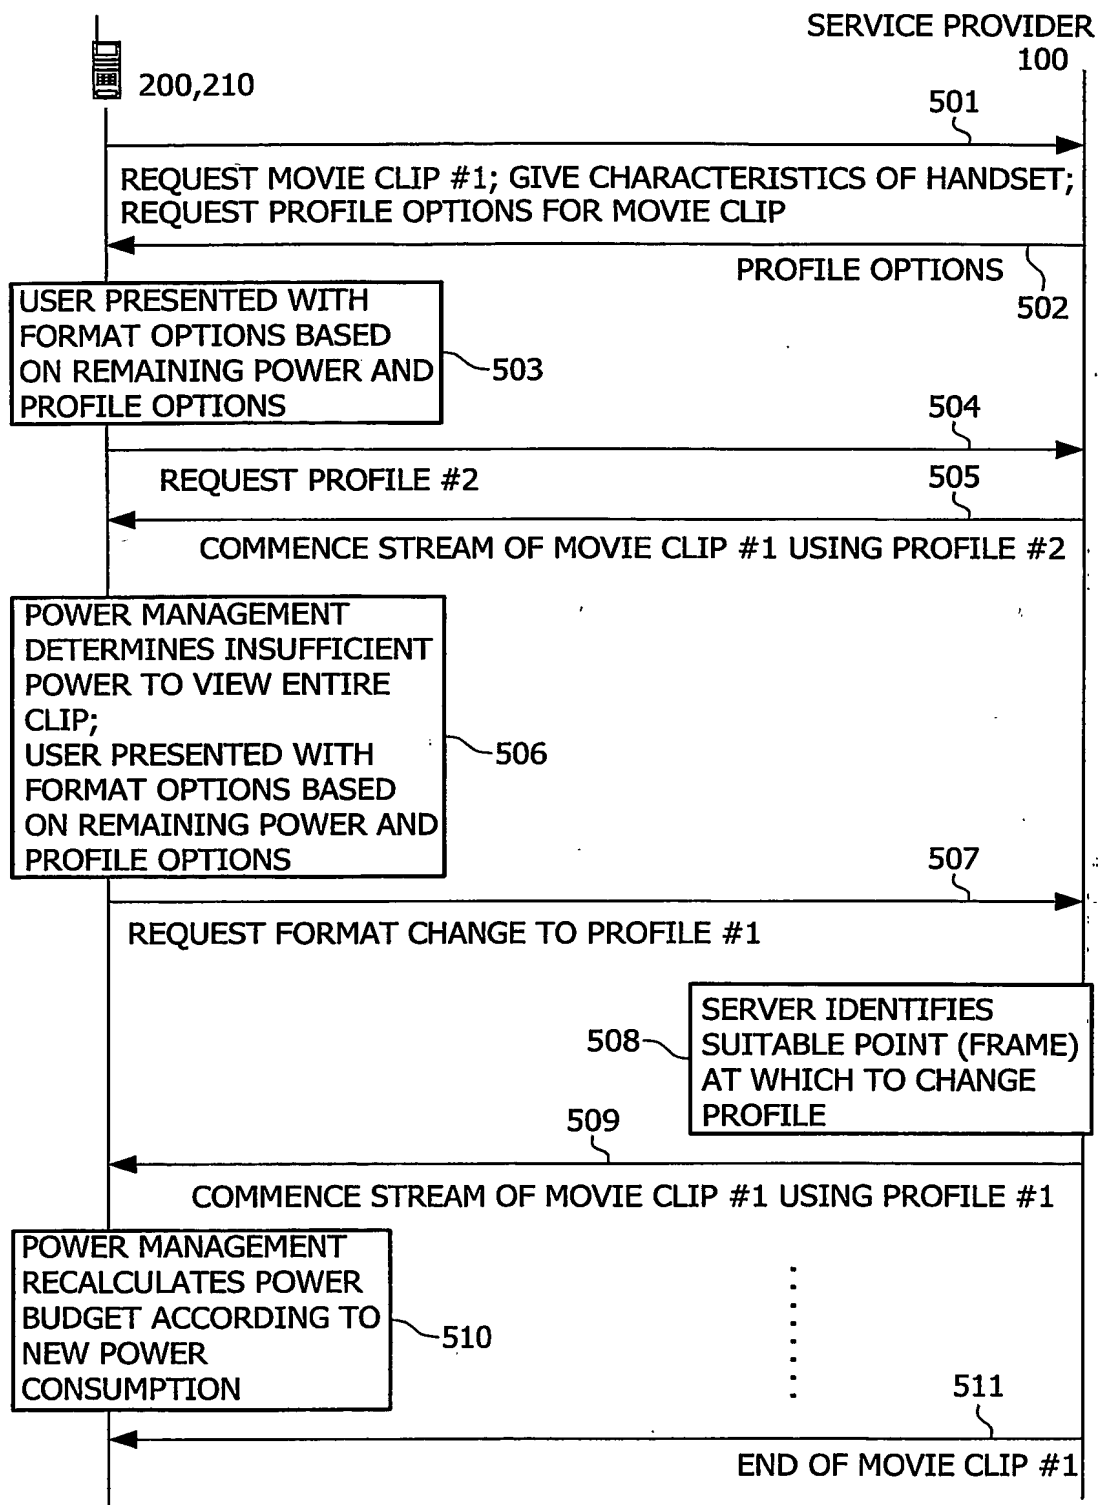 SERVICE PROVIDER
100
200,210
501
REQUEST MOVIE CLIP #1; GIVE CHARACTERISTICS OF HANDSET;
REQUEST PROFILE OPTIONS FOR MOVIE CLIP
PROFILE OPTIONS
502
USER PRESENTED WITH
FORMAT OPTIONS BASED
ON REMAINING POWER AND
PROFILE OPTIONS
503
504
REQUEST PROFILE #2
505
COMMENCE STREAM OF MOVIE CLIP #1 USING PROFILE #2
POWER MANAGEMENT
DETERMINES INSUFFICIENT
POWER TO VIEW ENTIRE
CLIP;
USER PRESENTED WITH
FORMAT OPTIONS BASED
ON REMAINING POWER AND
PROFILE OPTIONS
506
507
REQUEST FORMAT CHANGE TO PROFILE #1
SERVER IDENTIFIES
SUITABLE POINT (FRAME)
AT WHICH TO CHANGE
PROFILE
508
509
COMMENCE STREAM OF MOVIE CLIP #1 USING PROFILE #1
POWER MANAGEMENT
RECALCULATES POWER
BUDGET ACCORDING TO
NEW POWER
CONSUMPTION
510
511
END OF MOVIE CLIP #1